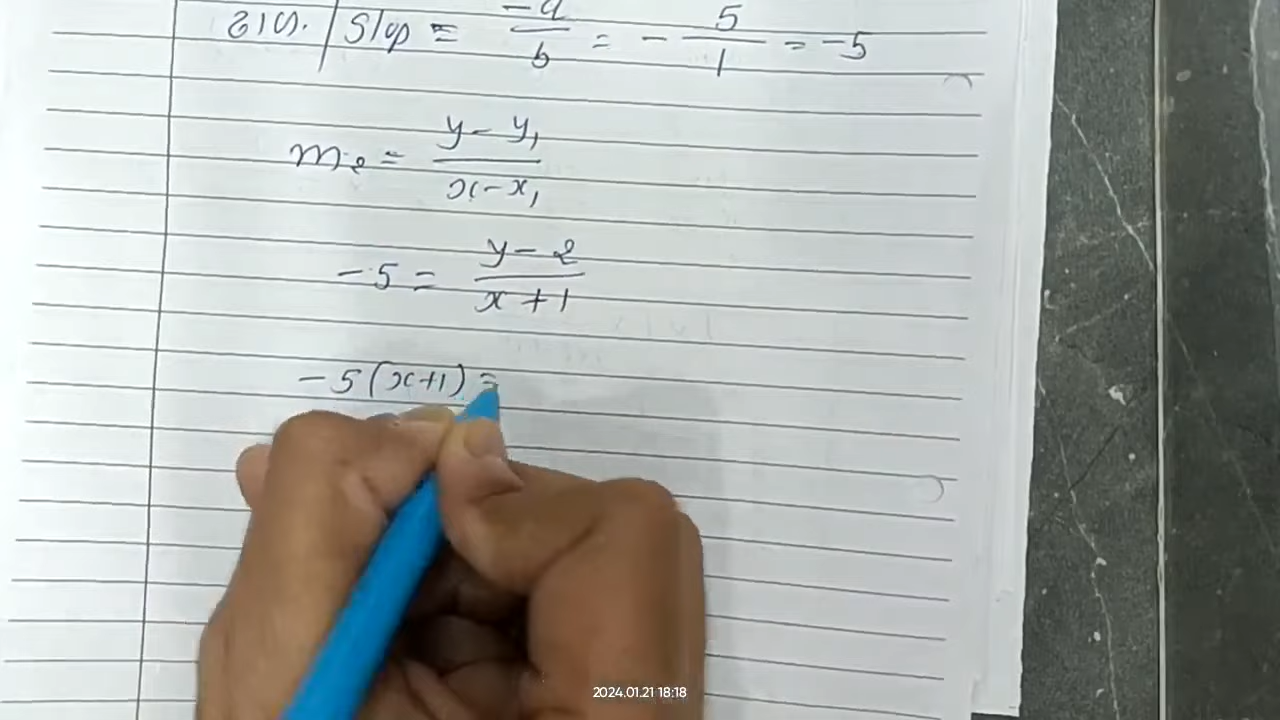 Slop = -a/b = - 5/1 = -5
m = y - y₁ / x - x₁
-5 = y - 2 / x + 1
-5(x+1) =
2024.01.21 18:18